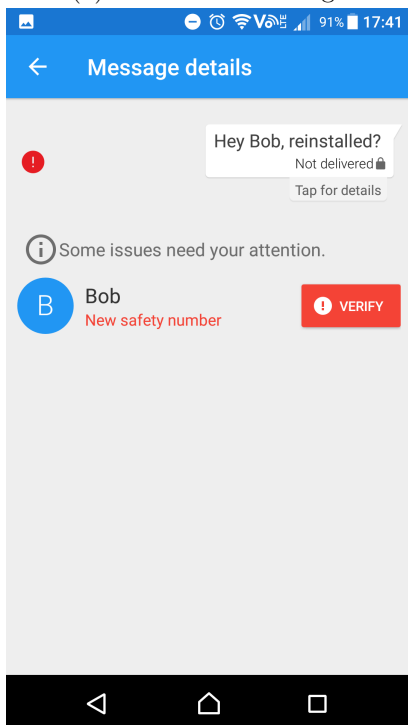 91% 17:41
Message details
Hey Bob, reinstalled?
Not delivered
Tap for details
Some issues need your attention.
B
Bob
New safety number
VERIFY